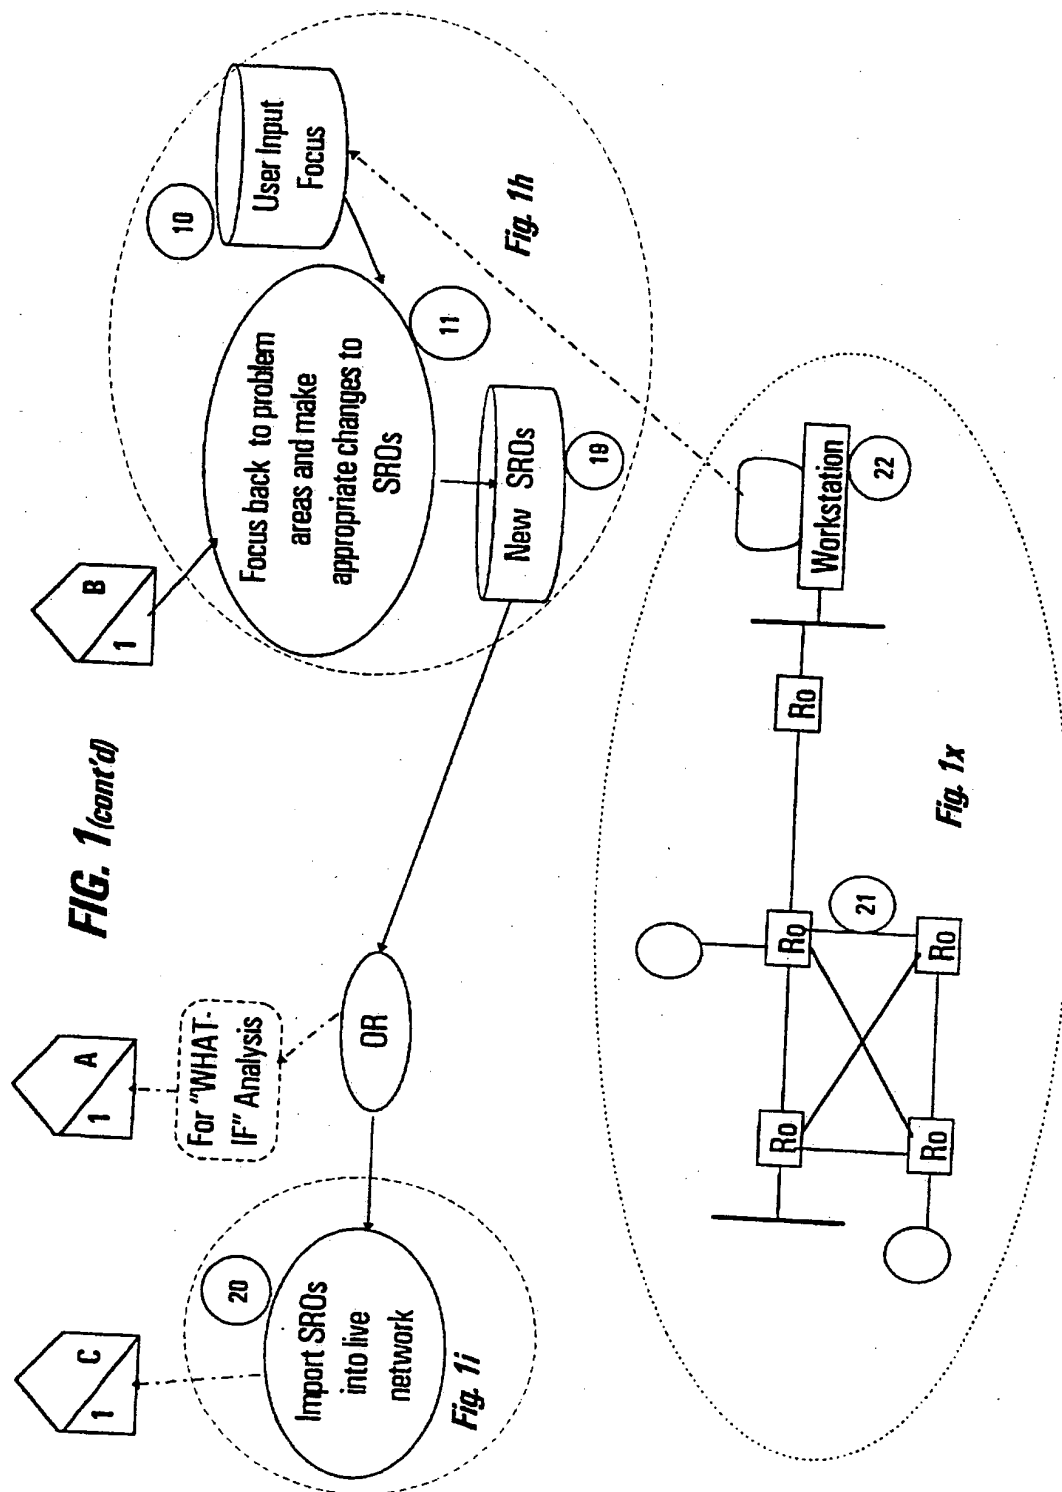 FIG. 1 (cont'd)
1 C
1 A
1 B
20
Import SROs
into live
network
Fig. 1i
For "WHAT-
IF" Analysis
OR
10
User Input
Focus
Focus back to problem
areas and make
appropriate changes to
SROs
11
New SROs
19
Fig. 1h
Ro
Ro
Ro
Ro
Ro
21
Workstation
22
Fig. 1x